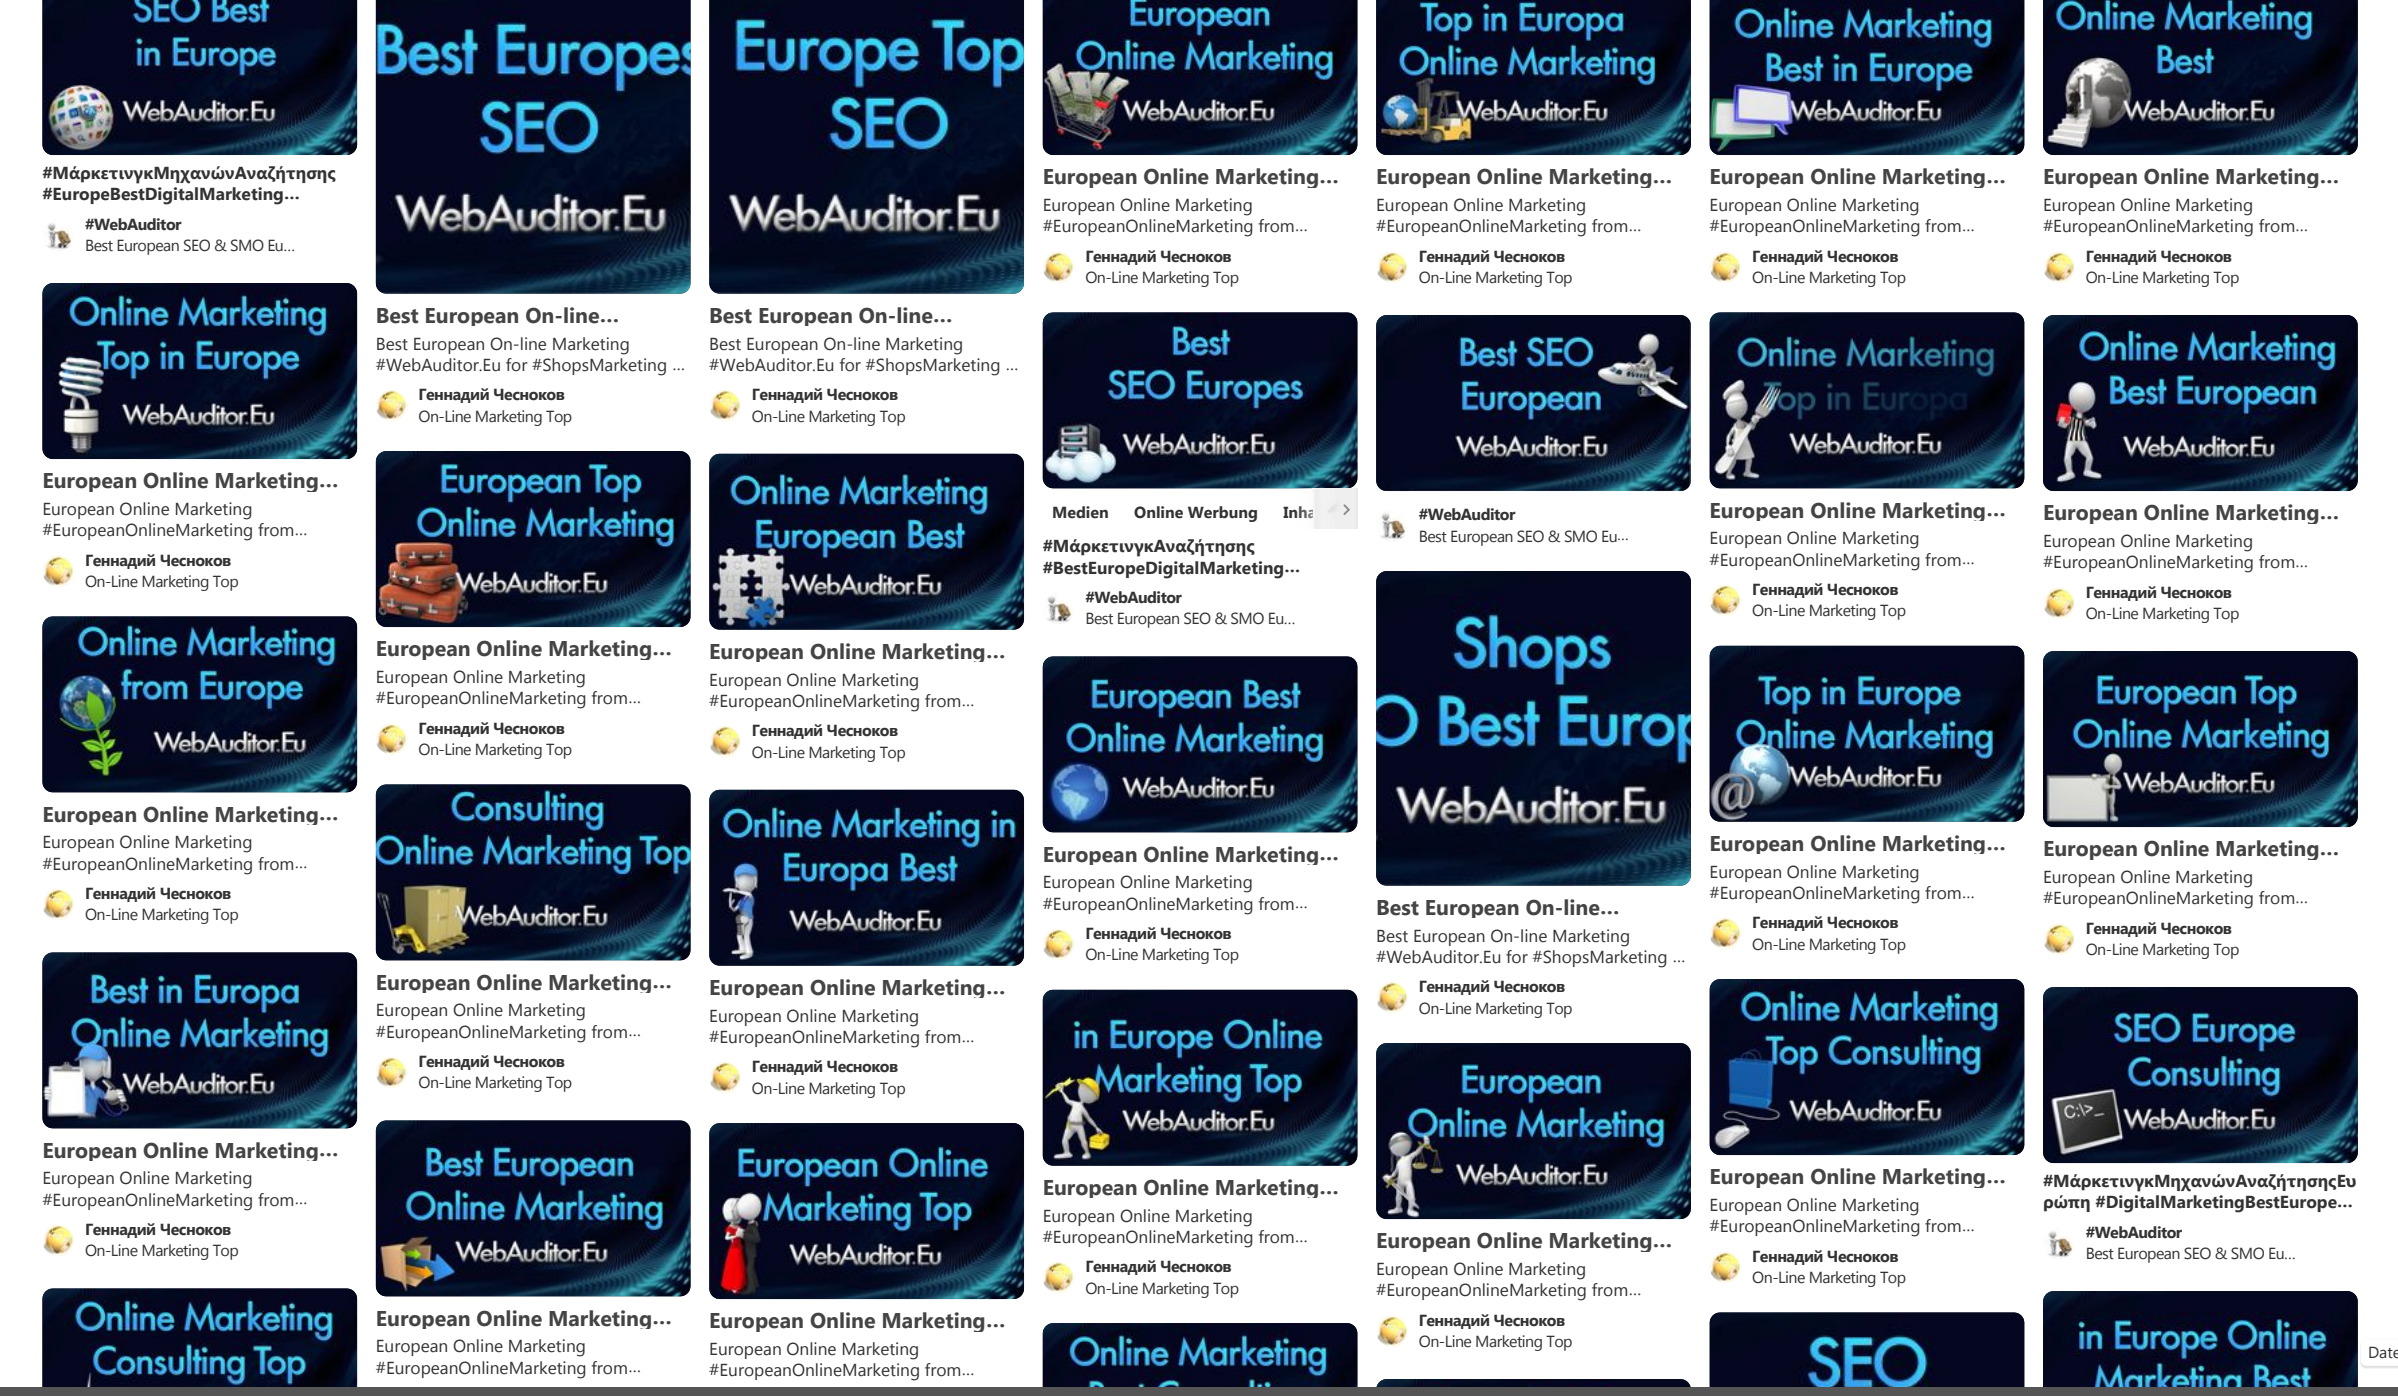 SEO Best
in Europe
WebAuditor.Eu
#ΜάρκετινγκΜηχανώνΑναζήτησης
#EuropeBestDigitalMarketing...
#WebAuditor
Best European SEO & SMO Eu...
Online Marketing
Top in Europe
WebAuditor.Eu
European Online Marketing...
European Online Marketing
#EuropeanOnlineMarketing from...
Геннадий Чесноков
On-Line Marketing Top
Online Marketing
from Europe
WebAuditor.Eu
European Online Marketing...
European Online Marketing
#EuropeanOnlineMarketing from...
Геннадий Чесноков
On-Line Marketing Top
Best in Europa
Online Marketing
WebAuditor.Eu
European Online Marketing...
European Online Marketing
#EuropeanOnlineMarketing from...
Геннадий Чесноков
On-Line Marketing Top
Online Marketing
Consulting Top
Best Europes
SEO
WebAuditor.Eu
Best European On-line...
Best European On-line Marketing
#WebAuditor.Eu for #ShopsMarketing ...
Геннадий Чесноков
On-Line Marketing Top
European Top
Online Marketing
WebAuditor.Eu
European Online Marketing...
European Online Marketing
#EuropeanOnlineMarketing from...
Геннадий Чесноков
On-Line Marketing Top
Consulting
Online Marketing Top
WebAuditor.Eu
European Online Marketing...
European Online Marketing
#EuropeanOnlineMarketing from...
Геннадий Чесноков
On-Line Marketing Top
Best European
Online Marketing
WebAuditor.Eu
European Online Marketing...
European Online Marketing
#EuropeanOnlineMarketing from...
Europe Top
SEO
WebAuditor.Eu
Best European On-line...
Best European On-line Marketing
#WebAuditor.Eu for #ShopsMarketing ...
Геннадий Чесноков
On-Line Marketing Top
Online Marketing
European Best
WebAuditor.Eu
European Online Marketing...
European Online Marketing
#EuropeanOnlineMarketing from...
Геннадий Чесноков
On-Line Marketing Top
Online Marketing in
Europa Best
WebAuditor.Eu
European Online Marketing...
European Online Marketing
#EuropeanOnlineMarketing from...
Геннадий Чесноков
On-Line Marketing Top
European Online
Marketing Top
WebAuditor.Eu
European Online Marketing...
European Online Marketing
#EuropeanOnlineMarketing from...
European
Online Marketing
WebAuditor.Eu
European Online Marketing...
European Online Marketing
#EuropeanOnlineMarketing from...
Геннадий Чесноков
On-Line Marketing Top
Best
SEO Europes
WebAuditor.Eu
Medien Online Werbung Inha
#ΜάρκετινγκΑναζήτησης
#BestEuropeDigitalMarketing...
#WebAuditor
Best European SEO & SMO Eu...
European Best
Online Marketing
WebAuditor.Eu
European Online Marketing...
European Online Marketing
#EuropeanOnlineMarketing from...
Геннадий Чесноков
On-Line Marketing Top
in Europe Online
Marketing Top
WebAuditor.Eu
European Online Marketing...
European Online Marketing
#EuropeanOnlineMarketing from...
Геннадий Чесноков
On-Line Marketing Top
Online Marketing
Top in Europa
Online Marketing
WebAuditor.Eu
European Online Marketing...
European Online Marketing
#EuropeanOnlineMarketing from...
Геннадий Чесноков
On-Line Marketing Top
Best SEO
European
WebAuditor.Eu
#WebAuditor
Best European SEO & SMO Eu...
Shops
O Best Europ
WebAuditor.Eu
Best European On-line...
Best European On-line Marketing
#WebAuditor.Eu for #ShopsMarketing ...
Геннадий Чесноков
On-Line Marketing Top
European
Online Marketing
WebAuditor.Eu
European Online Marketing...
European Online Marketing
#EuropeanOnlineMarketing from...
Геннадий Чесноков
On-Line Marketing Top
Online Marketing
Best in Europe
WebAuditor.Eu
European Online Marketing...
European Online Marketing
#EuropeanOnlineMarketing from...
Геннадий Чесноков
On-Line Marketing Top
Online Marketing
Top in Europa
WebAuditor.Eu
European Online Marketing...
European Online Marketing
#EuropeanOnlineMarketing from...
Геннадий Чесноков
On-Line Marketing Top
Top in Europe
Online Marketing
@
WebAuditor.Eu
European Online Marketing...
European Online Marketing
#EuropeanOnlineMarketing from...
Геннадий Чесноков
On-Line Marketing Top
Online Marketing
Top Consulting
WebAuditor.Eu
European Online Marketing...
European Online Marketing
#EuropeanOnlineMarketing from...
Геннадий Чесноков
On-Line Marketing Top
SEO
Online Marketing
Best
WebAuditor.Eu
European Online Marketing...
European Online Marketing
#EuropeanOnlineMarketing from...
Геннадий Чесноков
On-Line Marketing Top
Online Marketing
Best European
WebAuditor.Eu
European Online Marketing...
European Online Marketing
#EuropeanOnlineMarketing from...
Геннадий Чесноков
On-Line Marketing Top
European Top
Online Marketing
WebAuditor.Eu
European Online Marketing...
European Online Marketing
#EuropeanOnlineMarketing from...
Геннадий Чесноков
On-Line Marketing Top
SEO Europe
Consulting
C:\>_
WebAuditor.Eu
#ΜάρκετινγκΜηχανώνΑναζήτησηςΕυ
ρώπη #DigitalMarketingBestEurope...
#WebAuditor
Best European SEO & SMO Eu...
in Europe Online
Marketing Best
Date